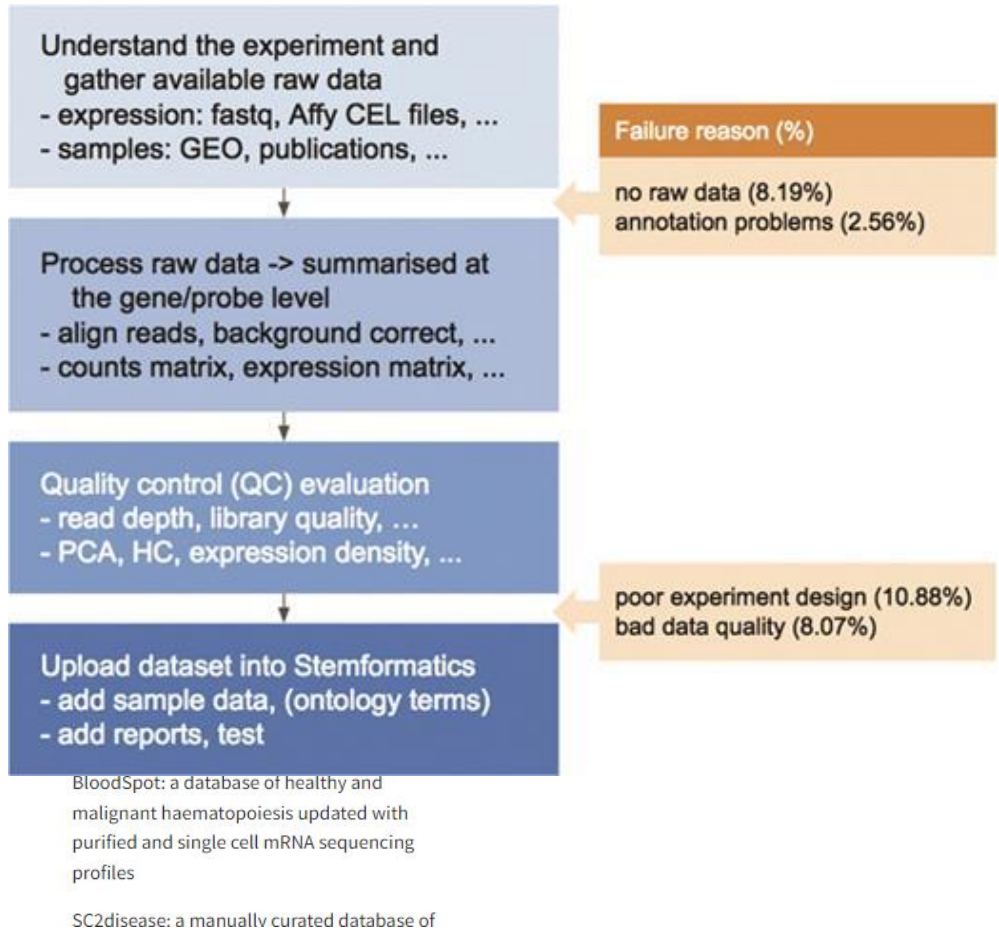 Understand the experiment and
gather available raw data
- expression: fastq, Affy CEL files, ...
- samples: GEO, publications, ...
Failure reason (%)
no raw data (8.19%)
annotation problems (2.56%)
Process raw data -> summarised at
the gene/probe level
- align reads, background correct, ...
- counts matrix, expression matrix, ...
Quality control (QC) evaluation
- read depth, library quality, ...
- PCA, HC, expression density, ...
poor experiment design (10.88%)
bad data quality (8.07%)
Upload dataset into Stemformatics
- add sample data, (ontology terms)
- add reports, test
BloodSpot: a database of healthy and
malignant haematopoiesis updated with
purified and single cell mRNA sequencing
profiles
SC2disease: a manually curated database of